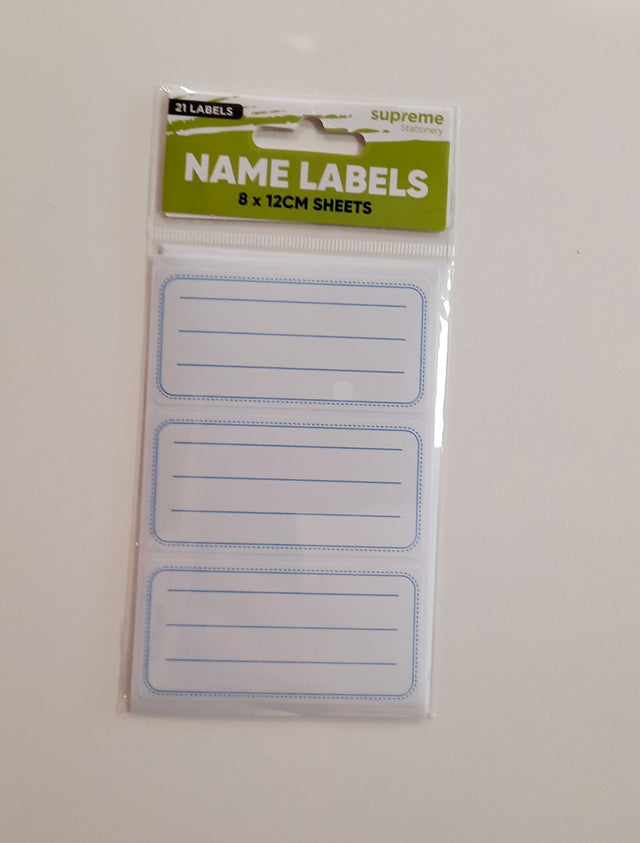 21 LABELS
supreme
Stationery
NAME LABELS
8 x 12CM SHEETS